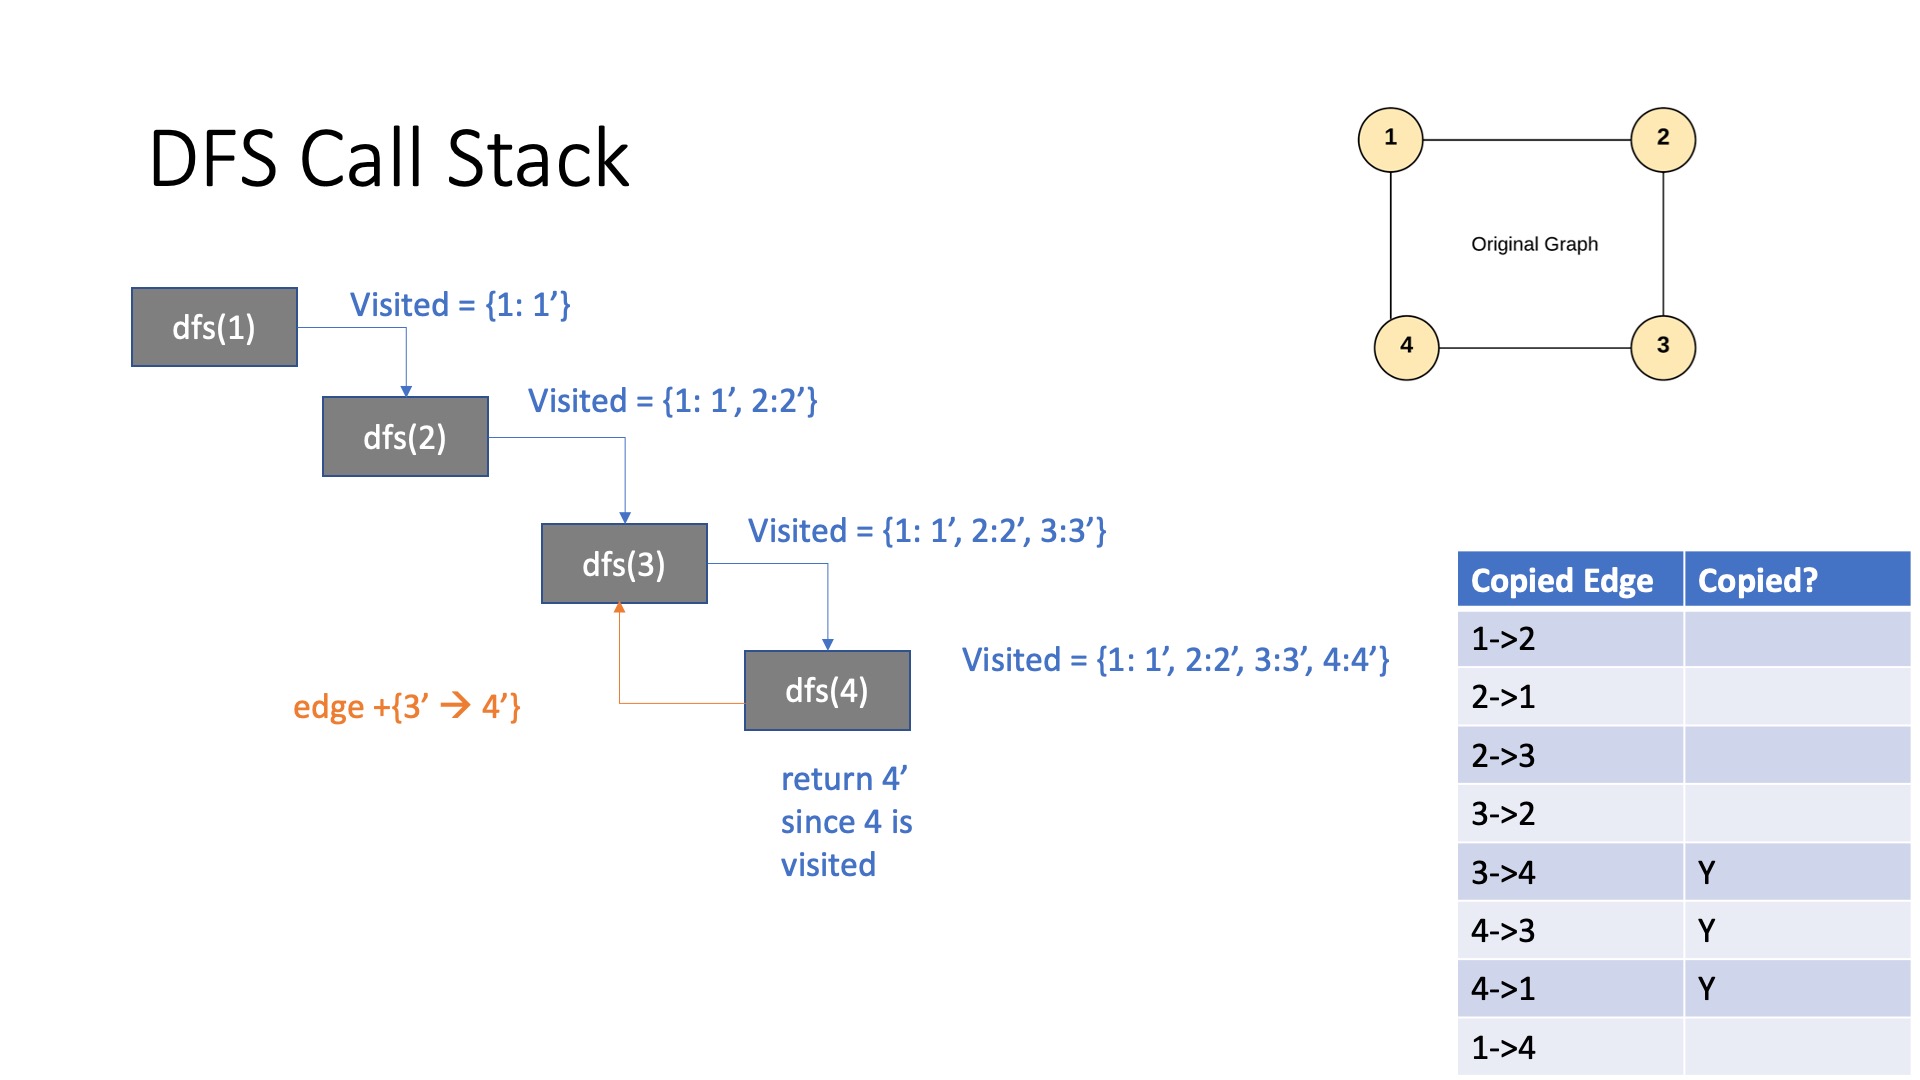 DFS Call Stack
1
2
Original Graph
4
3
dfs(1)
Visited = {1: 1’}
dfs(2)
Visited = {1: 1’, 2:2’}
dfs(3)
Visited = {1: 1’, 2:2’, 3:3’}
dfs(4)
Visited = {1: 1’, 2:2’, 3:3’, 4:4’}
edge +{3’ → 4’}
return 4’
since 4 is
visited
Copied Edge Copied?
1->2
2->1
2->3
3->2
3->4 Y
4->3 Y
4->1 Y
1->4